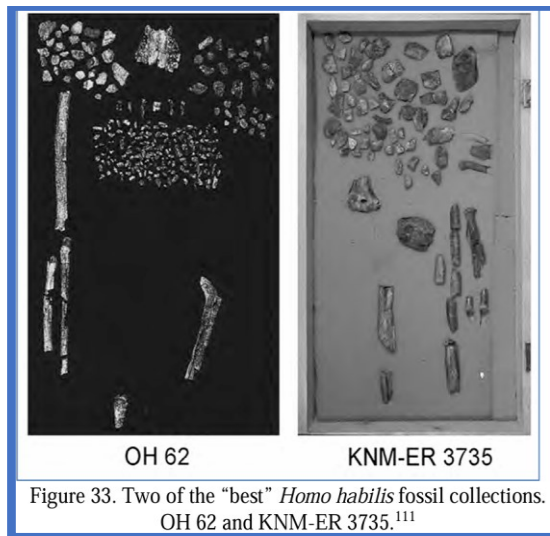 OH 62
KNM-ER 3735
Figure 33. Two of the “best” Homo habilis fossil collections.
OH 62 and KNM-ER 3735.111